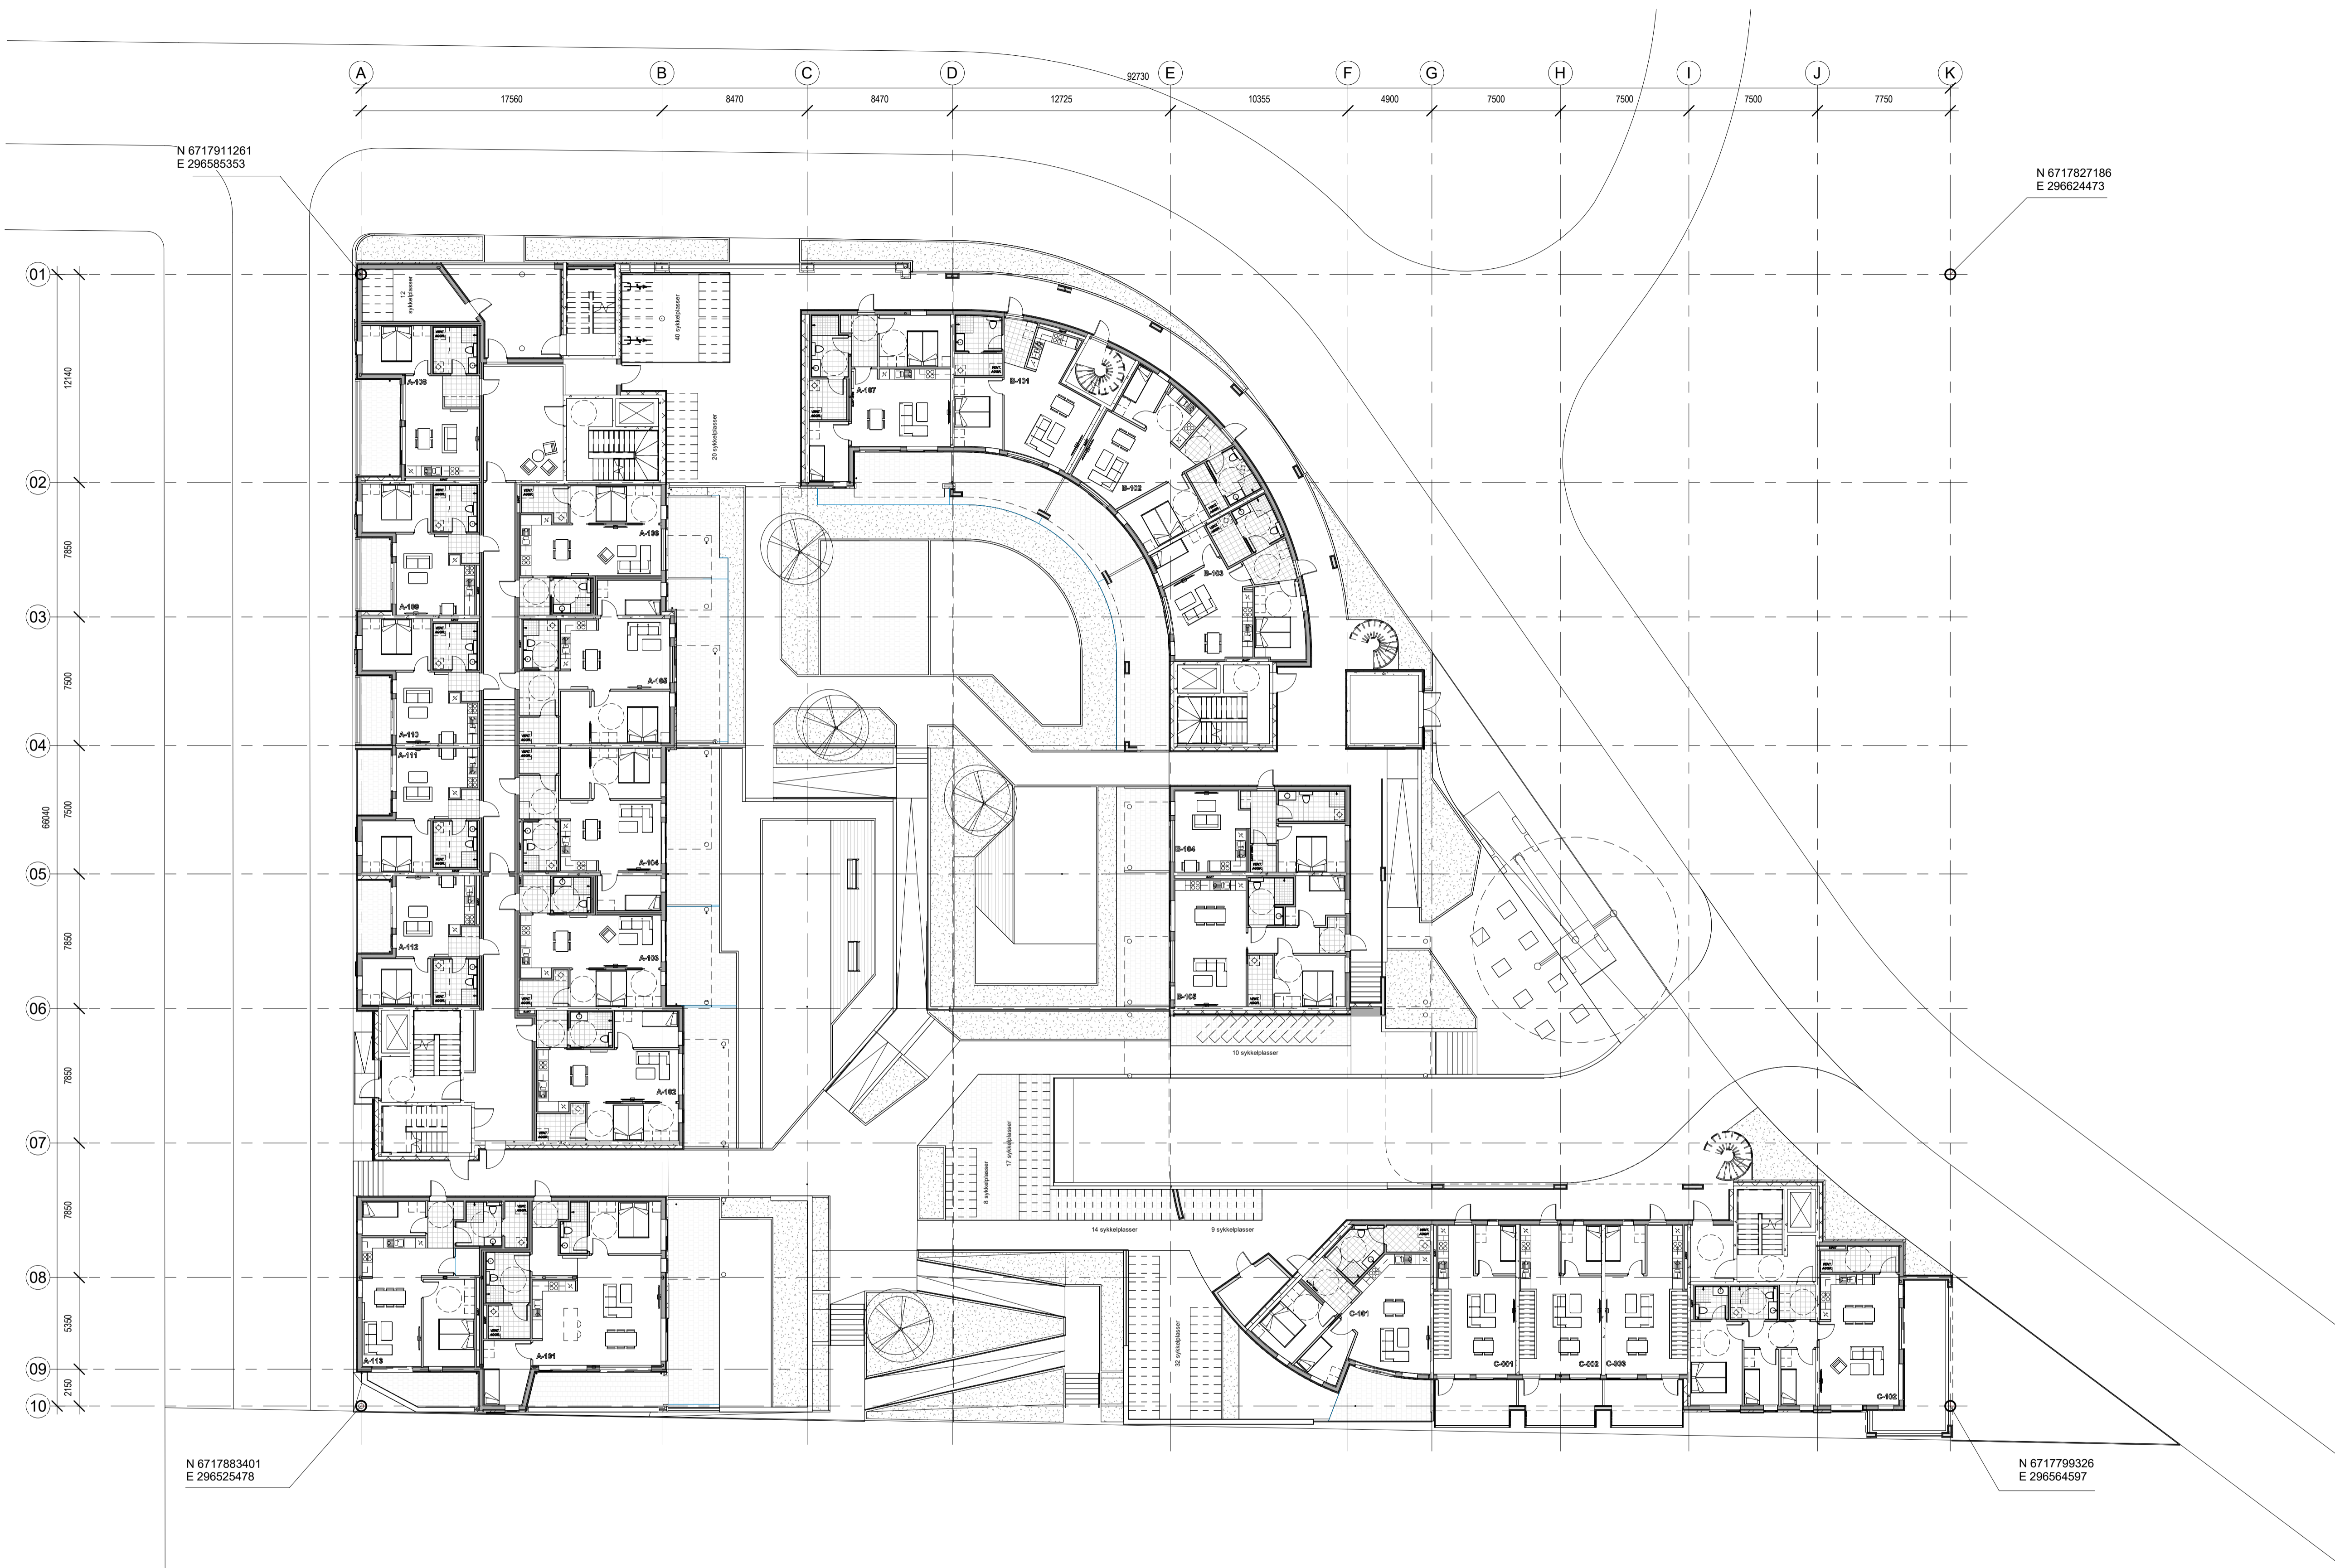 A
B
C
D
E
F
G
H
I
J
K
92730
17560
8470
8470
12725
10355
4900
7500
7500
7500
7750
N 6717911261
E 296585353
N 6717827186
E 296624473
01
02
03
04
05
06
07
08
09
10
12140
7850
7500
66040
7500
7850
7850
7850
5350
2150
12
sykkelplasser
40 sykkelplasser
20 sykkelplasser
A-108
A-107
B-101
B-102
B-103
A-106
A-109
A-105
A-110
A-111
A-104
B-104
A-103
A-112
B-105
10 sykkelplasser
A-102
17 sykkelplasser
8 sykkelplasser
14 sykkelplasser
9 sykkelplasser
32 sykkelplasser
A-113
A-101
C-101
C-001
C-002
C-003
C-102
N 6717883401
E 296525478
N 6717799326
E 296564597